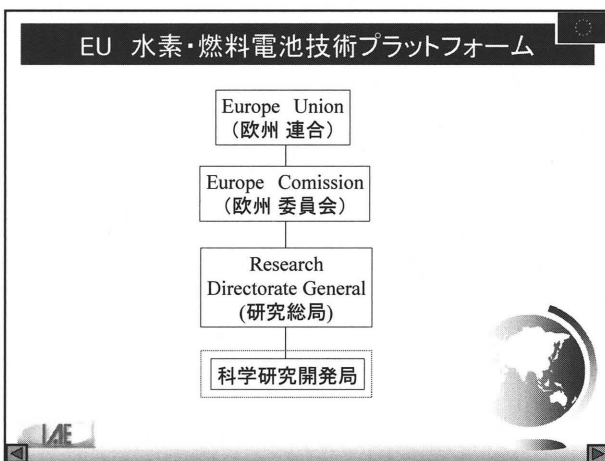 EU 水素・燃料電池技術プラットフォーム
Europe Union
（欧州 連合）
Europe Comission
（欧州 委員会）
Research
Directorate General
(研究総局)
科学研究開発局
IAE